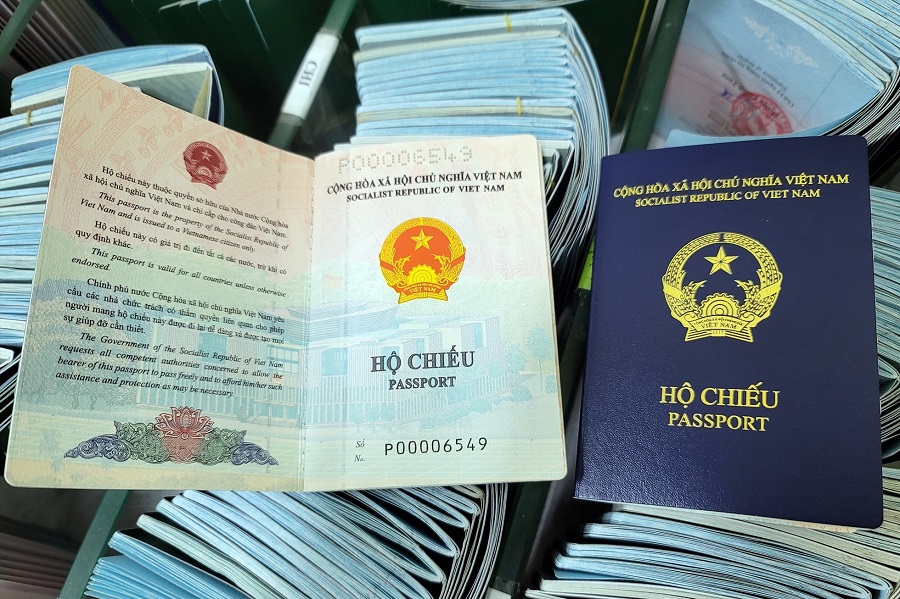 CHI
Hộ chiếu này thuộc quyền sở hữu của Nhà nước Cộng hòa
xã hội chủ nghĩa Việt Nam và chỉ cấp cho công dân Việt Nam.
This passport is the property of the Socialist Republic of
Viet Nam and is issued to a Vietnamese citizen only.
Hộ chiếu này có giá trị đi đến tất cả các nước, trừ khi có
quy định khác.
This passport is valid for all countries unless otherwise
endorsed.
Chính phủ nước Cộng hòa xã hội chủ nghĩa Việt Nam yêu
cầu các nhà chức trách có thẩm quyền liên quan cho phép
người mang hộ chiếu này được đi lại dễ dàng và được tạo mọi
sự giúp đỡ cần thiết.
The Government of the Socialist Republic of Viet Nam
requests all competent authorities concerned to allow the
bearer of this passport to pass freely and to afford him/her such
assistance and protection as may be necessary.
P00006549
CỘNG HÒA XÃ HỘI CHỦ NGHĨA VIỆT NAM
SOCIALIST REPUBLIC OF VIET NAM
VIỆT NAM
HỘ CHIẾU
PASSPORT
Số
No.
P00006549
CỘNG HÒA XÃ HỘI CHỦ NGHĨA VIỆT NAM
SOCIALIST REPUBLIC OF VIET NAM
VIỆT NAM
HỘ CHIẾU
PASSPORT